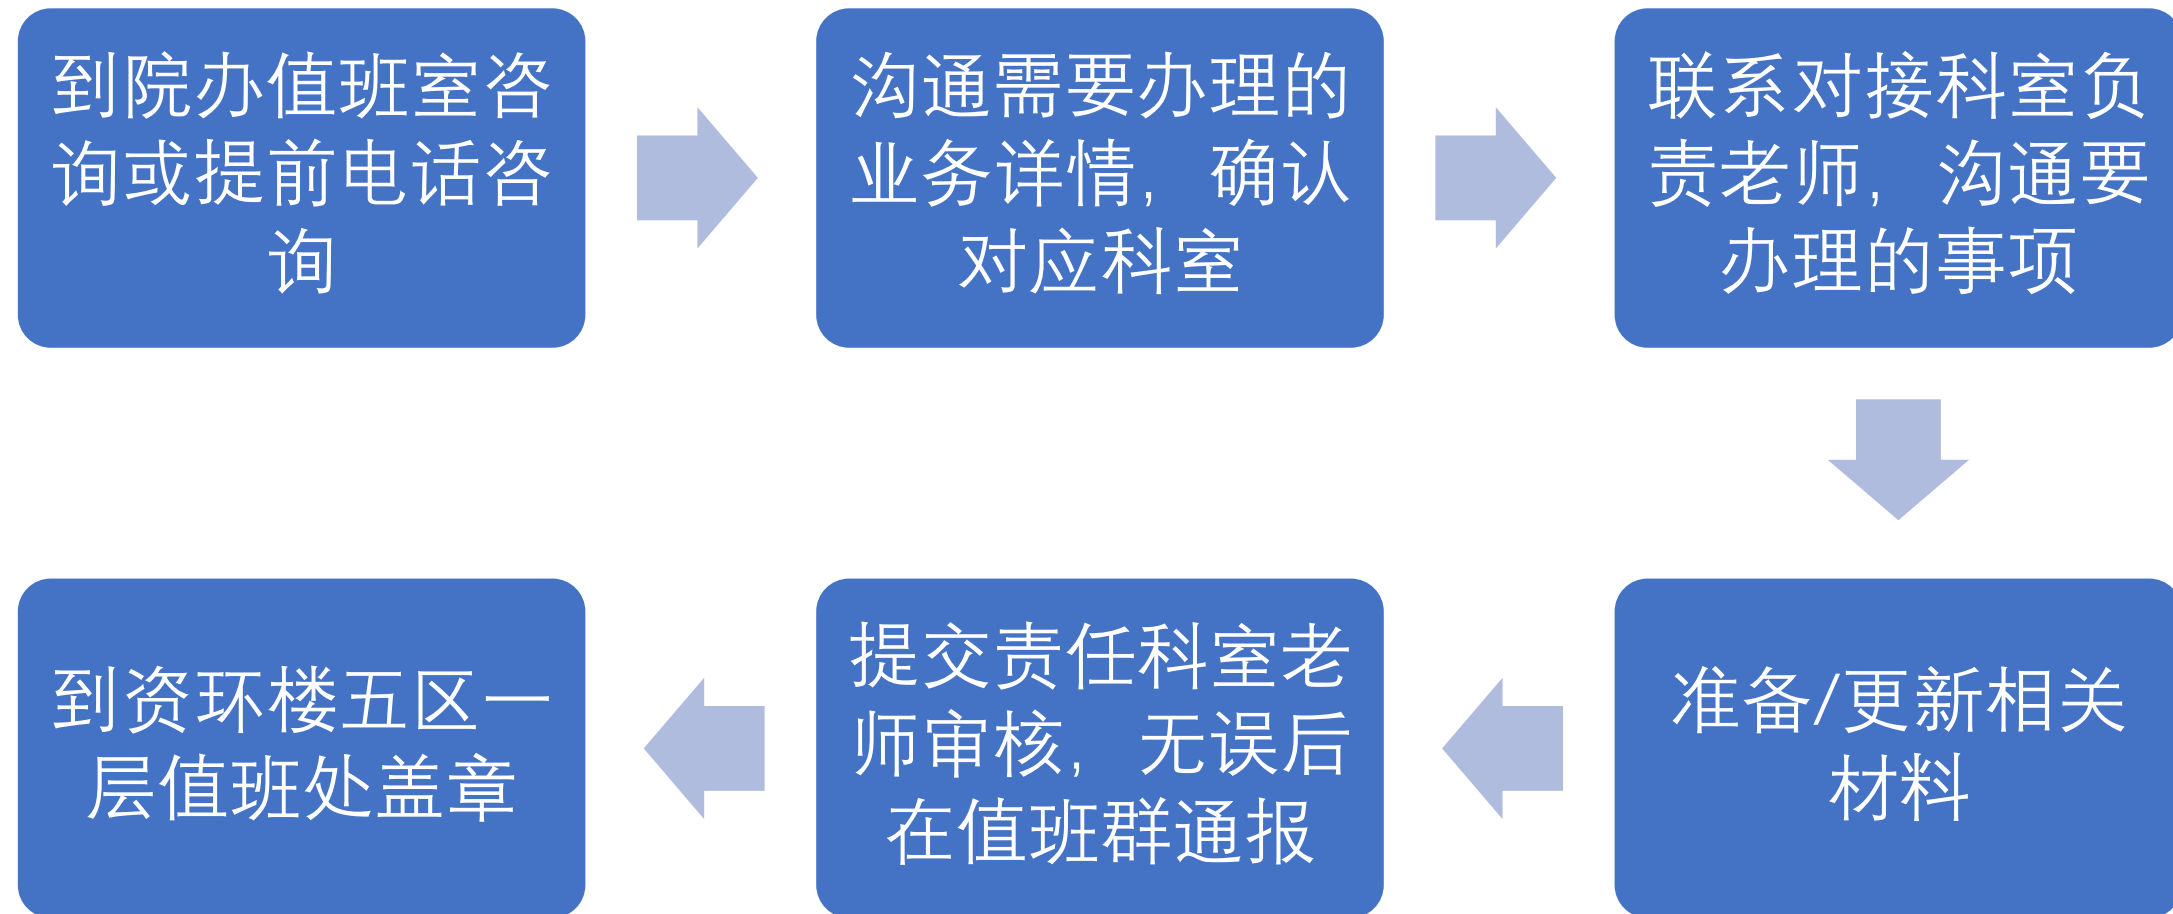 到院办值班室咨
询或提前电话咨
询
沟通需要办理的
业务详情，确认
对应科室
联系对接科室负
责老师，沟通要
办理的事项
准备/更新相关
材料
提交责任科室老
师审核，无误后
在值班群通报
到资环楼五区一
层值班处盖章